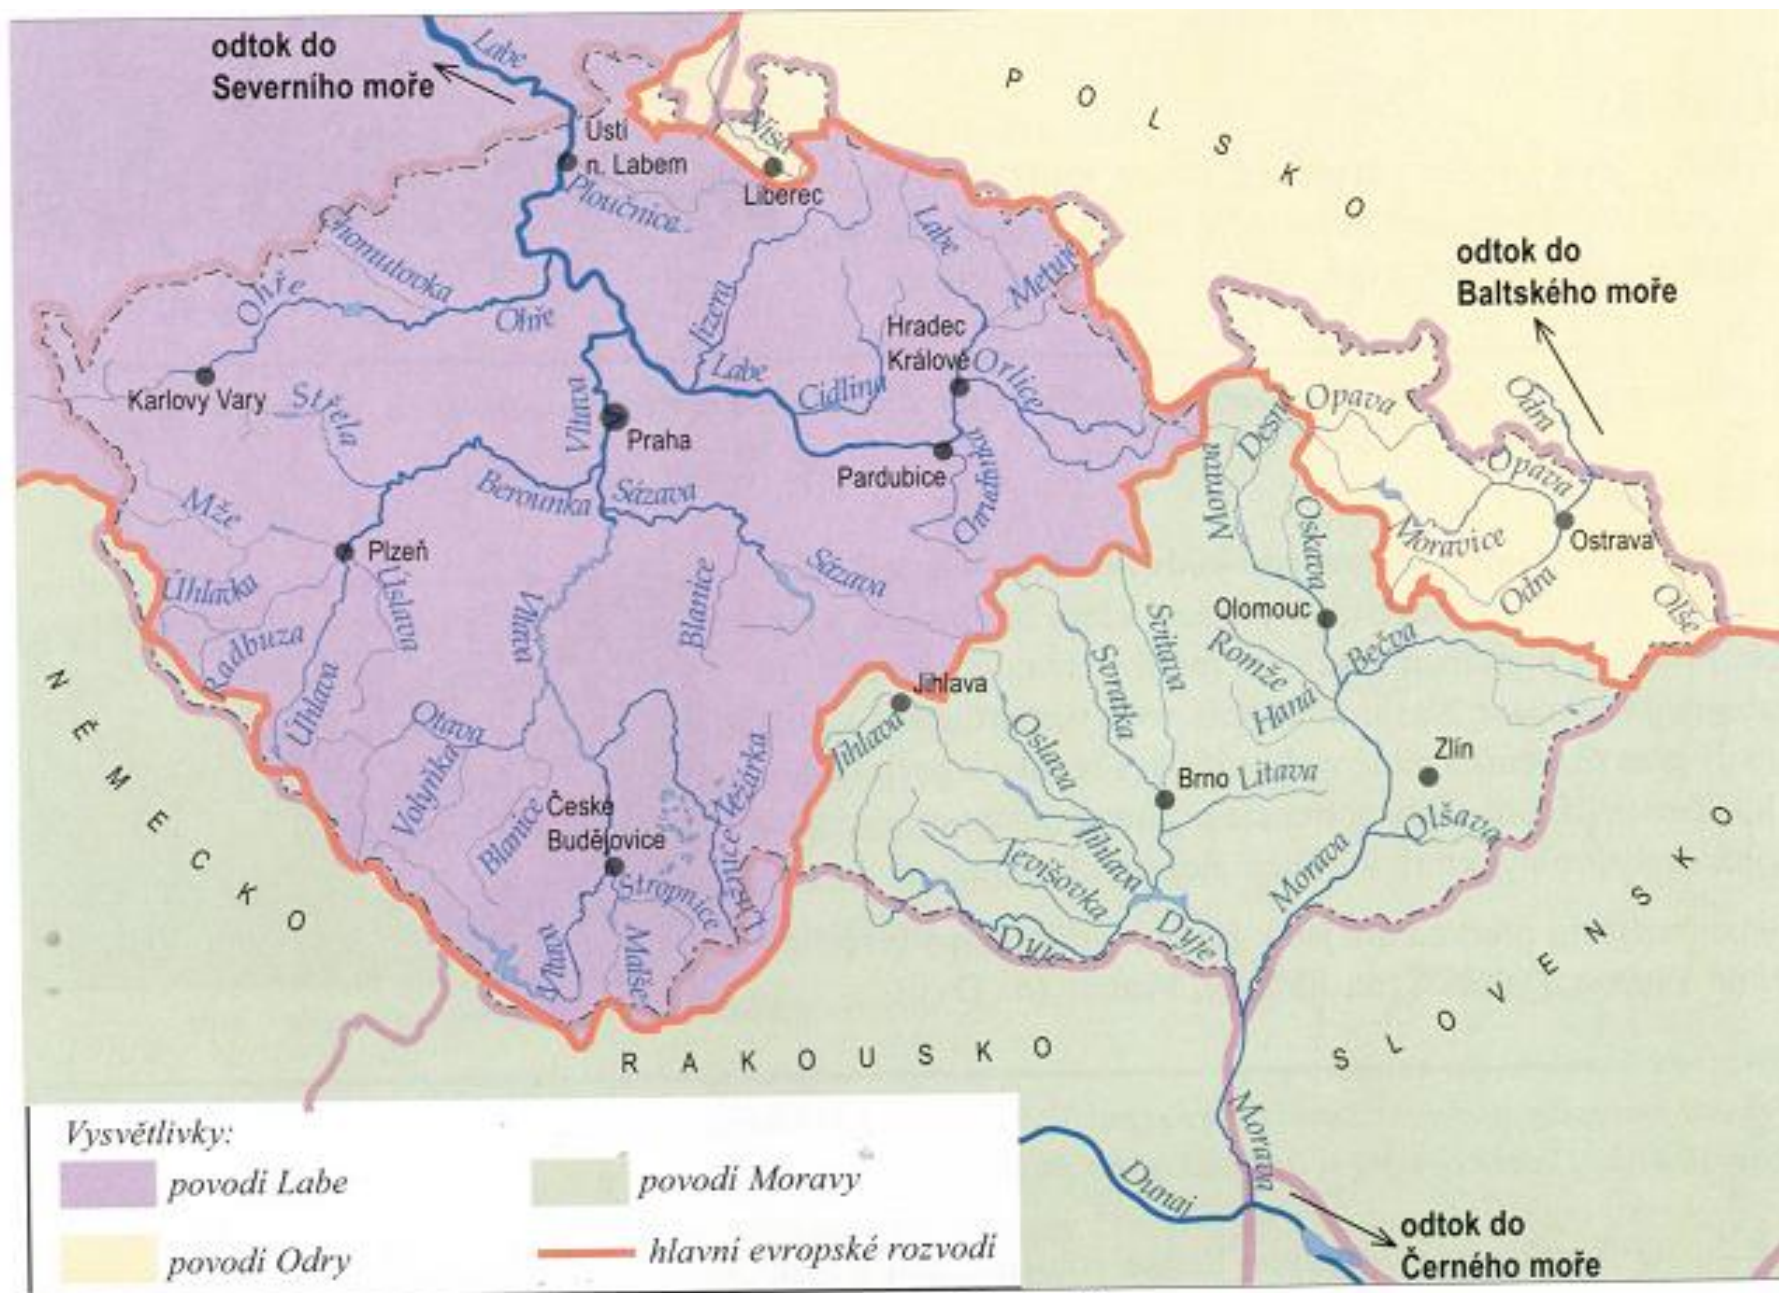 odtok do
Severního moře
Labe
P O L S K O
Ústí
n. Labem
Nisa
Liberec
Ploučnice
Labe
Metuje
odtok do
Baltského moře
Ohře
Ohře
Jizera
Hradec
Králové
Orlice
Karlovy Vary
Střela
Vltava
Praha
Labe
Cidlina
Pardubice
Opava
Odra
Desná
Morava
Opava
Mže
Berounka
Sázava
Sázava
Oskava
Moravice
Ostrava
Plzeň
Úhlavka
Úslava
Vltava
Blanice
Odra
Olše
Olomouc
Radbuza
Svitava
Romže
Bečva
Úhlava
Otava
Jihlava
Jihlava
Svratka
Oslava
Haná
Zlín
N Ě M E C K O
Volyňka
Blanice
České
Budějovice
Nežárka
Brno
Litava
Olšava
Stropnice
Lužnice
Jihlava
Jevišovka
Morava
Vltava
Malše
Dyje
Dyje
S L O V E N S K O
R A K O U S K O
Morava
Dunaj
odtok do
Černého moře
Vysvětlivky:
povodí Labe
povodí Moravy
povodí Odry
hlavní evropské rozvodí